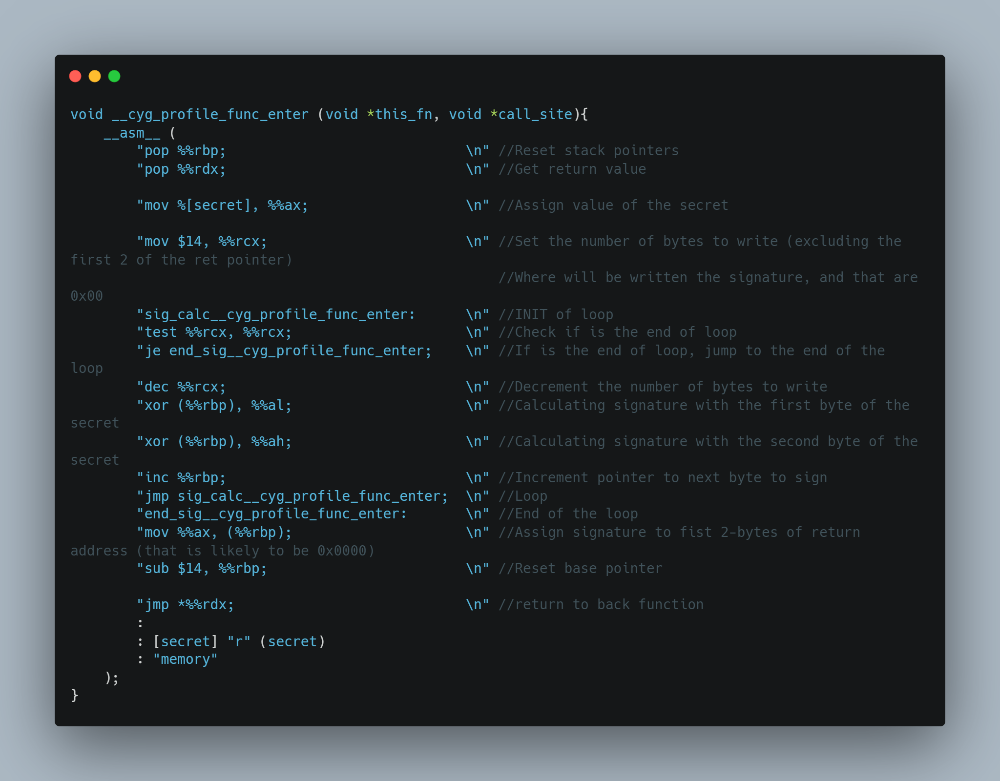 void __cyg_profile_func_enter (void *this_fn, void *call_site){
    __asm__ (
        "pop %%rbp;                             \n" //Reset stack pointers
        "pop %%rdx;                             \n" //Get return value
        "mov %[secret], %%ax;                   \n" //Assign value of the secret
        "mov $14, %%rcx;                        \n" //Set the number of bytes to write (excluding the
first 2 of the ret pointer)
                                                    //Where will be written the signature, and that are
0x00
        "sig_calc__cyg_profile_func_enter:      \n" //INIT of loop
        "test %%rcx, %%rcx;                     \n" //Check if is the end of loop
        "je end_sig__cyg_profile_func_enter;    \n" //If is the end of loop, jump to the end of the
loop
        "dec %%rcx;                             \n" //Decrement the number of bytes to write
        "xor (%%rbp), %%al;                     \n" //Calculating signature with the first byte of the
secret
        "xor (%%rbp), %%ah;                     \n" //Calculating signature with the second byte of the
secret
        "inc %%rbp;                             \n" //Increment pointer to next byte to sign
        "jmp sig_calc__cyg_profile_func_enter;  \n" //Loop
        "end_sig__cyg_profile_func_enter:       \n" //End of the loop
        "mov %%ax, (%%rbp);                     \n" //Assign signature to fist 2-bytes of return
address (that is likely to be 0x0000)
        "sub $14, %%rbp;                        \n" //Reset base pointer
        "jmp *%%rdx;                            \n" //return to back function
        :
        : [secret] "r" (secret)
        : "memory"
    );
}